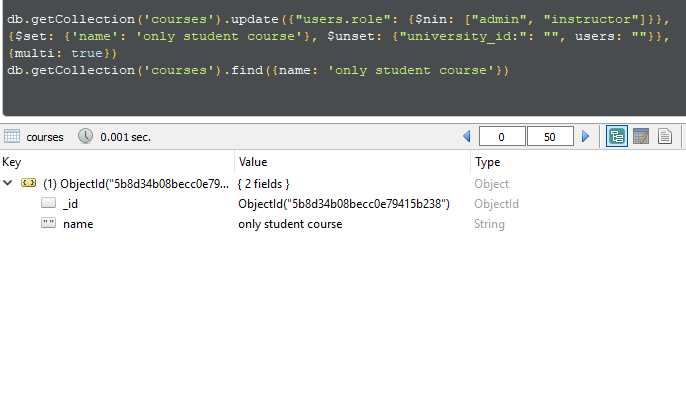 db.getCollection('courses').update({"users.role": {$nin: ["admin", "instructor"]}},
{$set: {'name': 'only student course'}, $unset: {"university_id:": "", users: ""}},
{multi: true})
db.getCollection('courses').find({name: 'only student course'})
courses 0.001 sec. 0 50
Key Value Type
(1) ObjectId("5b8d34b08becc0e79... { 2 fields } Object
_id ObjectId("5b8d34b08becc0e79415b238") ObjectId
" " name only student course String